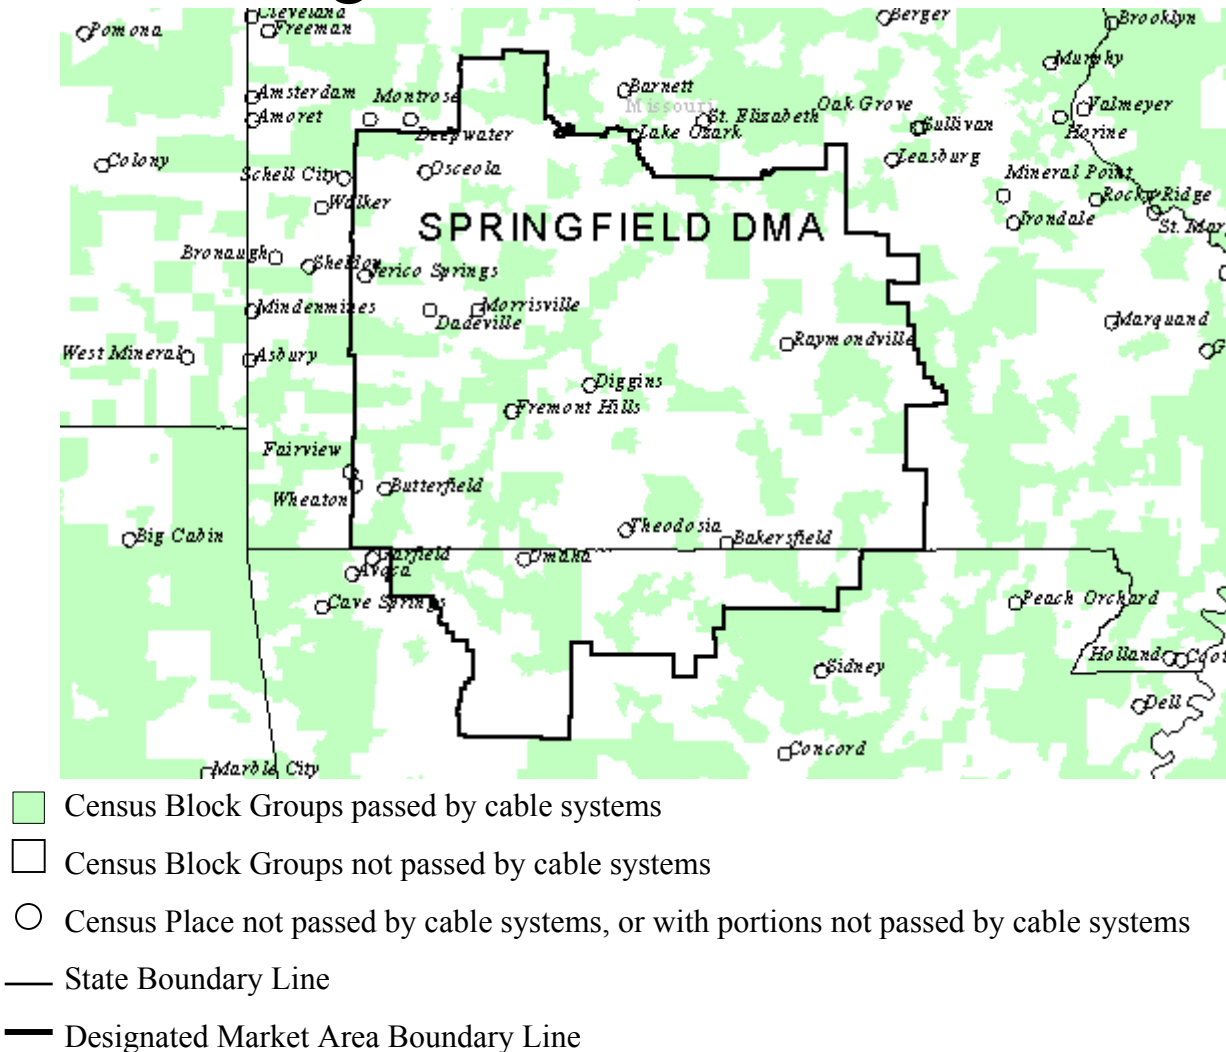 Cleveland
Freeman
Pomona
Berger
Brooklyn
Murphy
Amsterdam
Montrose
Barnett
Missouri
Oak Grove
Valmeyer
Amoret
Deepwater
St. Elizabeth
Lake Ozark
Sullivan
Horine
Colony
Schell City
Osceola
Leasburg
Mineral Point
Walker
Rocky Ridge
SPRINGFIELD DMA
Irondale
St. Mar
Bronaugh
Sheldon
Jerico Springs
Mindenmines
Morrisville
Dadeville
Marquand
West Mineral
Asbury
Raymondville
G
Diggins
Fremont Hills
Fairview
Wheaton
Butterfield
Big Cabin
Theodosia
Bakersfield
Garfield
Omaha
Avoca
Cave Springs
Peach Orchard
Sidney
Holland
Coot
Dell
Concord
Marble City
Census Block Groups passed by cable systems
Census Block Groups not passed by cable systems
Census Place not passed by cable systems, or with portions not passed by cable systems
State Boundary Line
Designated Market Area Boundary Line